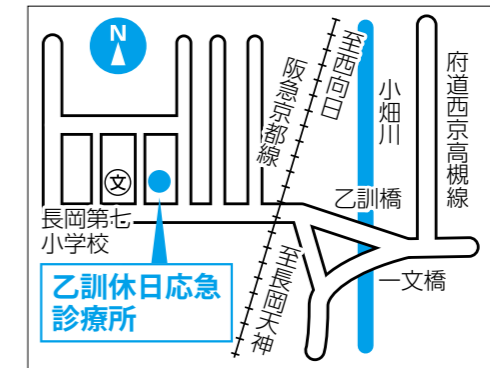 N
至西向日
阪急京都線
小畑川
府道西京高槻線
文
乙訓橋
長岡第七
小学校
一文橋
至長岡天神
乙訓休日応急
診療所